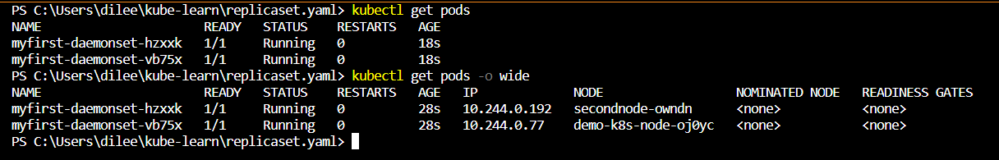 PS C:\Users\dilee\kube-learn\replicaset.yaml> kubectl get pods
NAME                    READY   STATUS    RESTARTS   AGE
myfirst-daemonset-hzxxk   1/1     Running   0          18s
myfirst-daemonset-vb75x   1/1     Running   0          18s
PS C:\Users\dilee\kube-learn\replicaset.yaml> kubectl get pods -o wide
NAME                    READY   STATUS    RESTARTS   AGE   IP             NODE                 NOMINATED NODE   READINESS GATES
myfirst-daemonset-hzxxk   1/1     Running   0          28s   10.244.0.192   secondnode-owndn     <none>           <none>
myfirst-daemonset-vb75x   1/1     Running   0          28s   10.244.0.77    demo-k8s-node-oj0yc   <none>           <none>
PS C:\Users\dilee\kube-learn\replicaset.yaml>